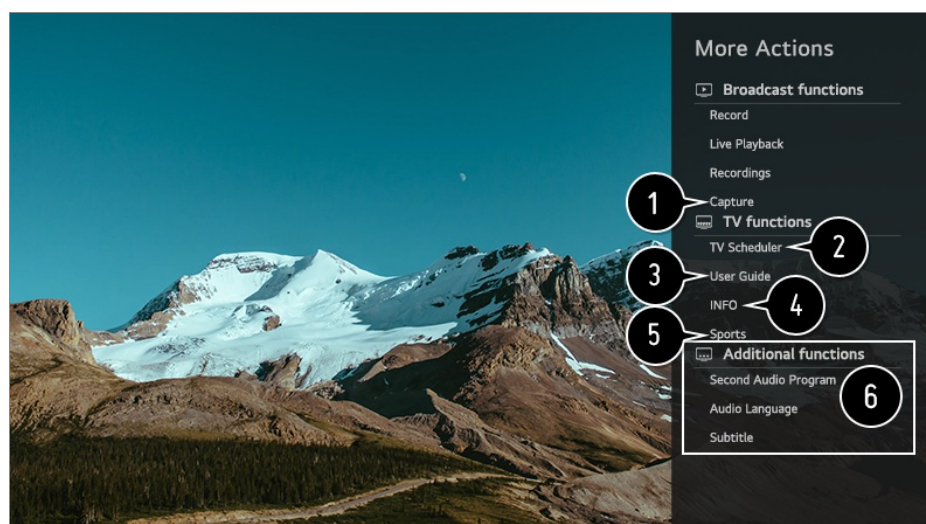 More Actions
Broadcast functions
Record
Live Playback
Recordings
1
Capture
TV functions
TV Scheduler
2
3
User Guide
INFO
4
5
Sports
Additional functions
Second Audio Program
6
Audio Language
Subtitle